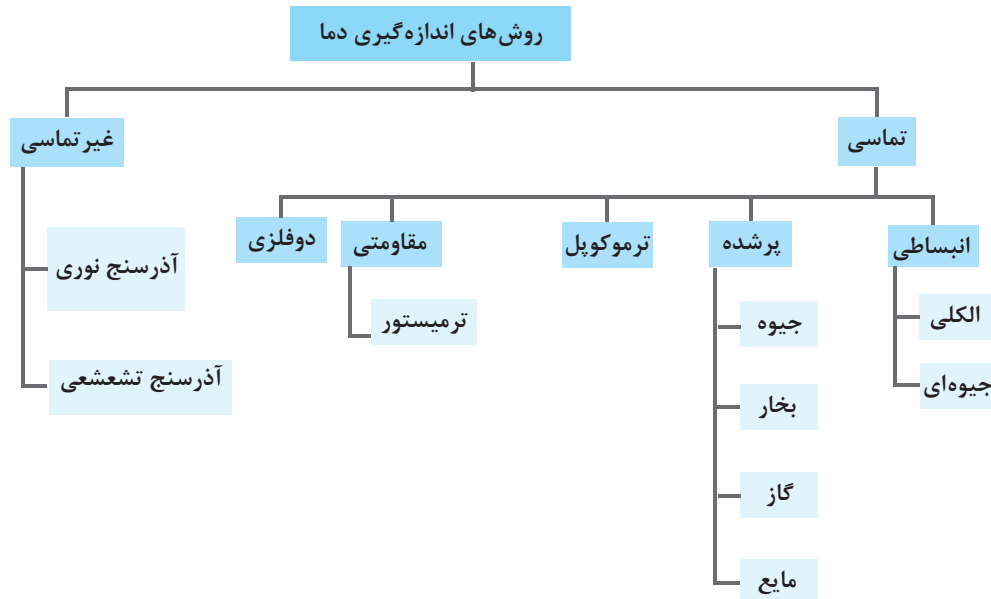 روش‌های اندازه‌گیری دما
تماسی
غیرتماسی
انبساطی
پرشده
ترموکوپل
مقاومتی
دوفلزی
الکلی
جیوه‌ای
جیوه
بخار
گاز
مایع
ترمیستور
آذرسنج نوری
آذرسنج تشعشعی